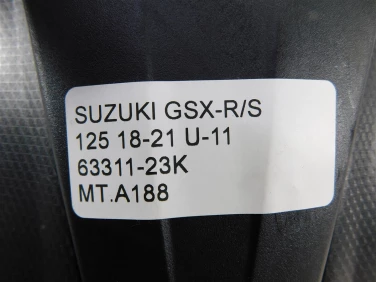 SUZUKI GSX-R/S
125 18-21 U-11
63311-23K
MT.A188